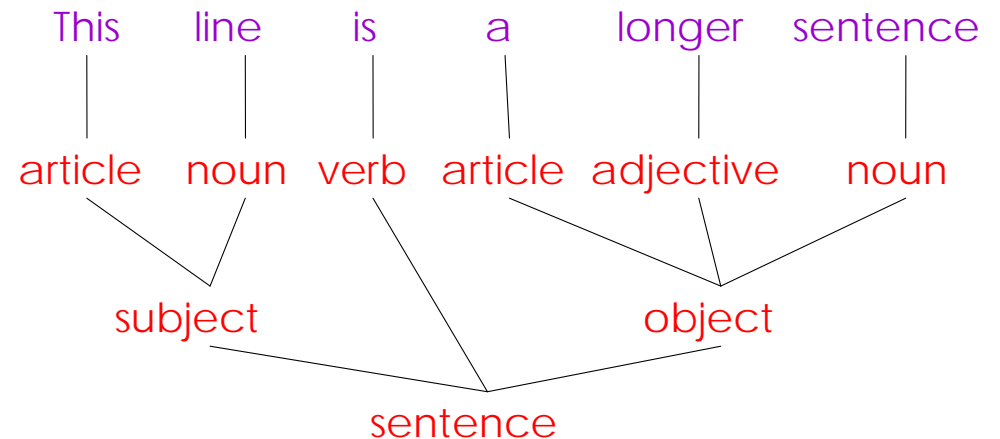 This line is a longer sentence
article noun verb article adjective noun
subject object
sentence